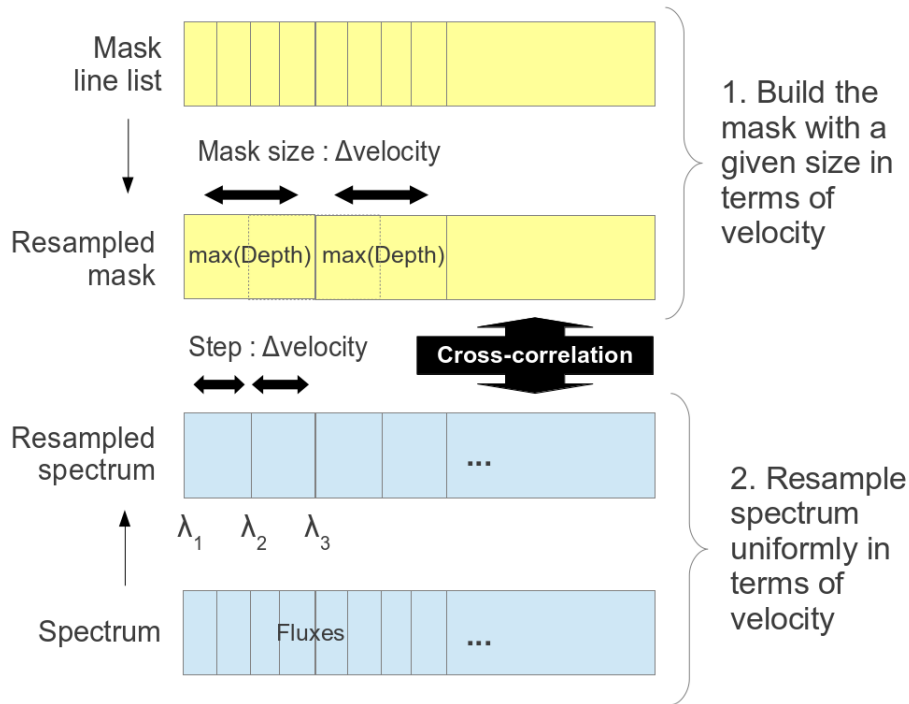 Mask
line list
1. Build the
mask with a
given size in
terms of
velocity
Mask size : Δvelocity
Resampled
mask
max(Depth)
max(Depth)
Step : Δvelocity
Cross-correlation
Resampled
spectrum
...
λ1
λ2
λ3
2. Resample
spectrum
uniformly in
terms of
velocity
Spectrum
Fluxes
...